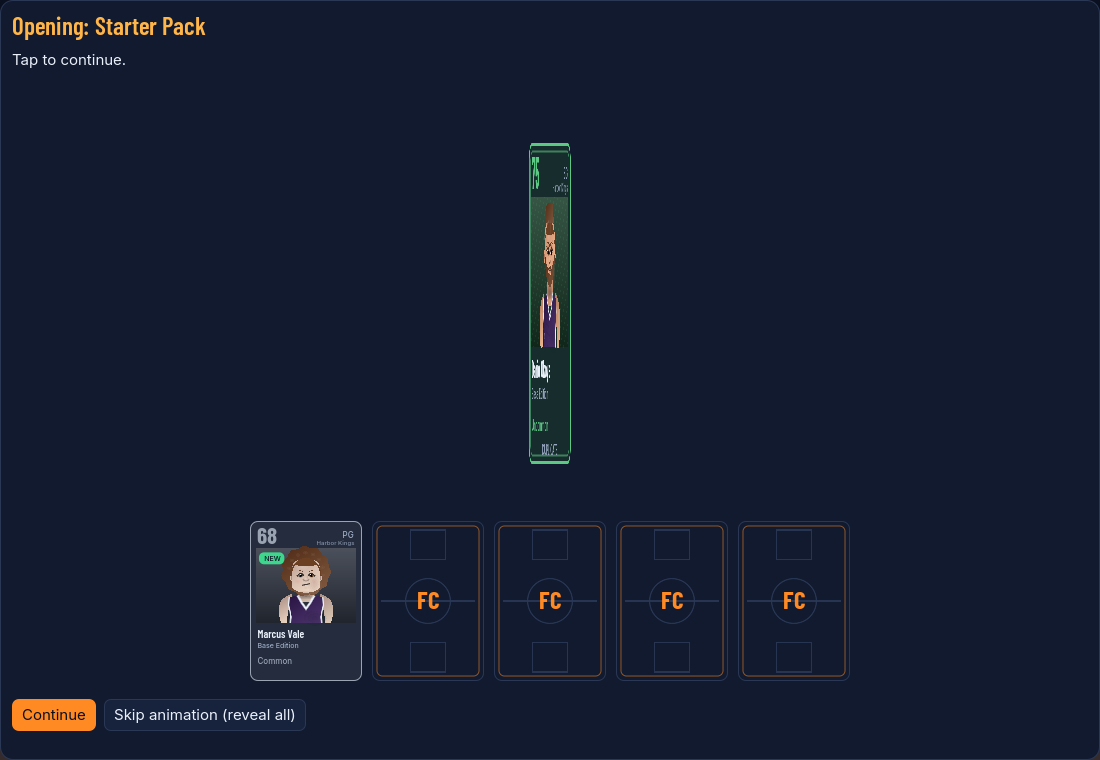 Opening: Starter Pack
Tap to continue.
75
68
PG
Harbor Kings
NEW
Marcus Vale
Base Edition
Common
FC
FC
FC
FC
Continue
Skip animation (reveal all)